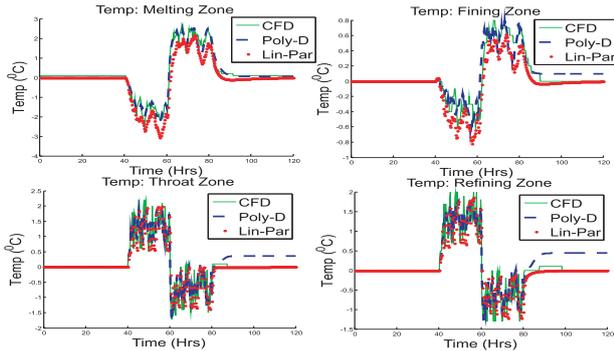 Temp: Melting Zone
Temp (⁰C)
3
2
1
0
-1
-2
-3
-4
0 20 40 60 80 100 120
Time (Hrs)
CFD
Poly-D
Lin-Par
Temp: Fining Zone
Temp (⁰C)
0.8
0.6
0.4
0.2
0
-0.2
-0.4
-0.6
-0.8
-1
0 20 40 60 80 100 120
Time (Hrs)
CFD
Poly-D
Lin-Par
Temp: Throat Zone
Temp (⁰C)
2.5
2
1.5
1
0.5
0
-0.5
-1
-1.5
-2
0 20 40 60 80 100 120
Time (Hrs)
CFD
Poly-D
Lin-Par
Temp: Refining Zone
Temp (⁰C)
2
1.5
1
0.5
0
-0.5
-1
-1.5
0 20 40 60 80 100 120
Time (Hrs)
CFD
Poly-D
Lin-Par